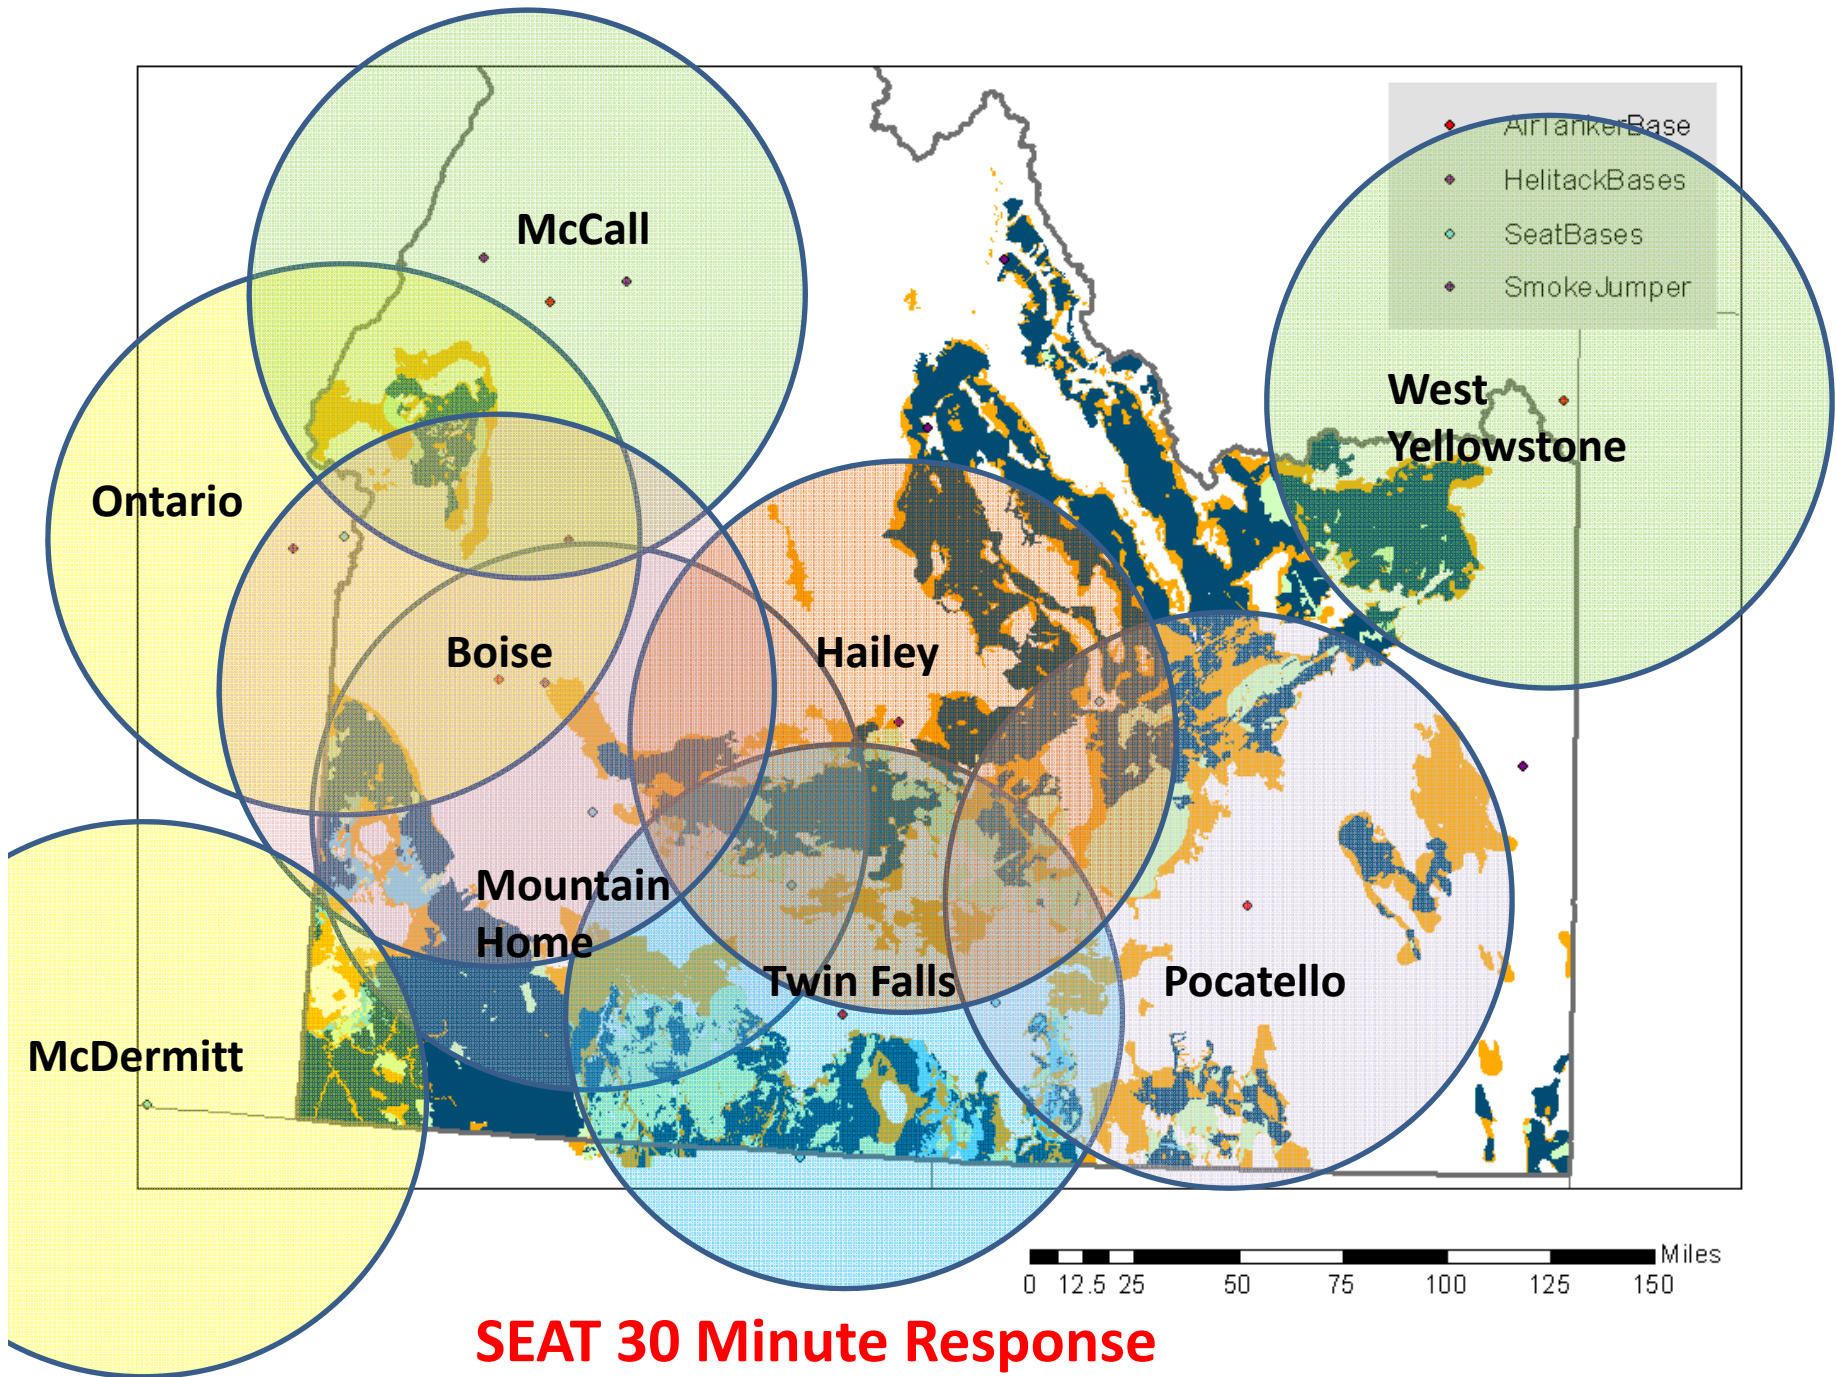 AirTankerBase
HelitackBases
SeatBases
SmokeJumper
McCall
West
Yellowstone
Ontario
Boise
Hailey
Mountain
Home
Twin Falls
Pocatello
McDermitt
Miles
0 12.5 25 50 75 100 125 150
SEAT 30 Minute Response